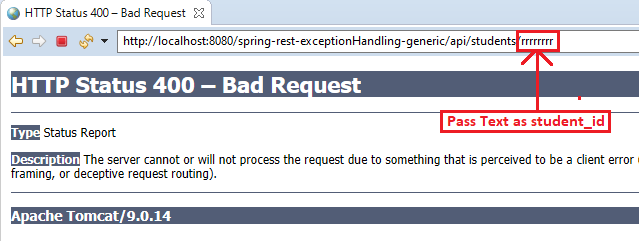 HTTP Status 400 – Bad Request
http://localhost:8080/spring-rest-exceptionHandling-generic/api/students/rrrrrrrr
HTTP Status 400 – Bad Request
Pass Text as student_id
Type Status Report
Description The server cannot or will not process the request due to something that is perceived to be a client error
framing, or deceptive request routing).
Apache Tomcat/9.0.14